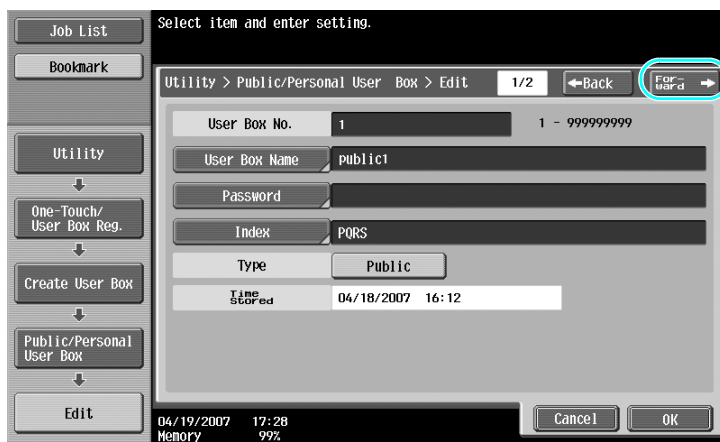 Job List
Bookmark
Utility
One-Touch/
User Box Reg.
Create User Box
Public/Personal
User Box
Edit
Select item and enter setting.
Utility > Public/Personal User Box > Edit 1/2 ←Back For- ward →
User Box No. 1 1 - 999999999
User Box Name public1
Password
Index PQRS
Type Public
Time Stored 04/18/2007 16:12
04/19/2007 17:28
Memory 99%
Cancel OK